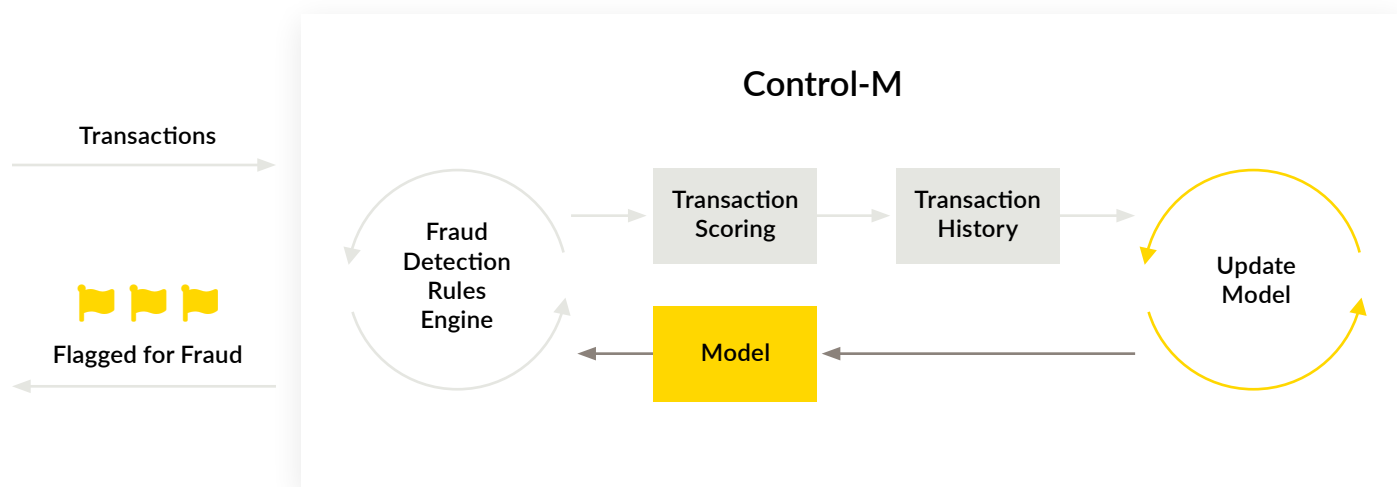 Control-M
Transactions
Flagged for Fraud
Fraud
Detection
Rules
Engine
Transaction
Scoring
Transaction
History
Update
Model
Model